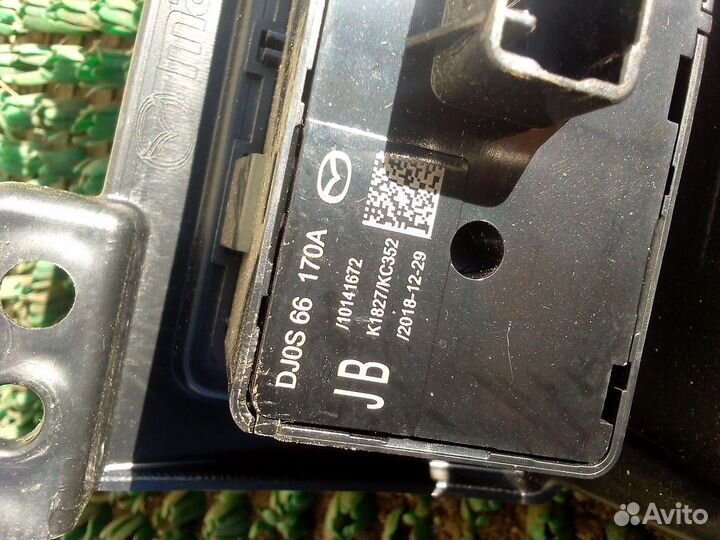 DJ0S 66 170A
/10141672
K1827/KC352
/2018-12-29
JB
Avito